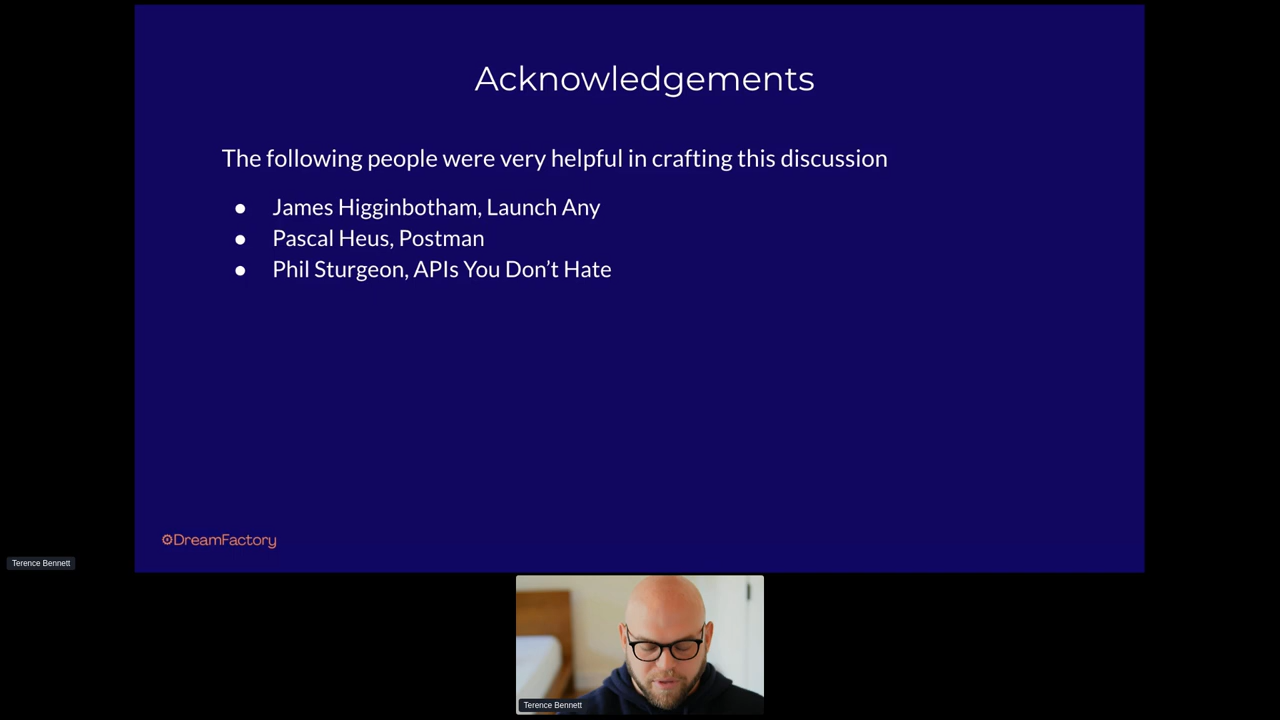 Acknowledgements
The following people were very helpful in crafting this discussion
● James Higginbotham, Launch Any
● Pascal Heus, Postman
● Phil Sturgeon, APIs You Don’t Hate
DreamFactory
Terence Bennett
Terence Bennett